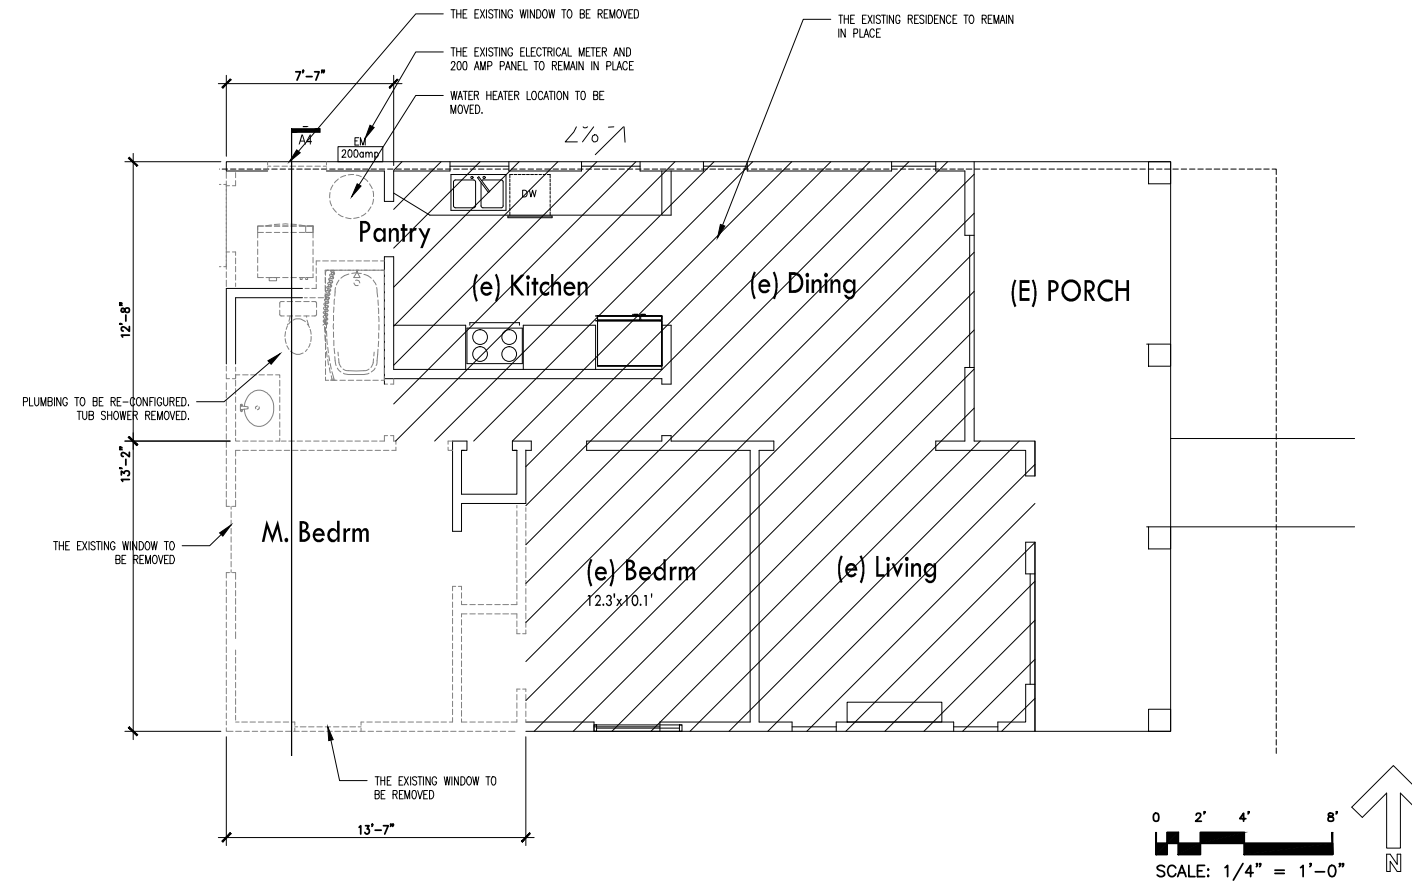 THE EXISTING WINDOW TO BE REMOVED
THE EXISTING RESIDENCE TO REMAIN
IN PLACE
THE EXISTING ELECTRICAL METER AND
200 AMP PANEL TO REMAIN IN PLACE
7'-7"
WATER HEATER LOCATION TO BE
MOVED.
A4
EM
200amp
DW
Pantry
(e) Kitchen
(e) Dining
(E) PORCH
12'-8"
PLUMBING TO BE RE-CONFIGURED.
TUB SHOWER REMOVED.
13'-2"
M. Bedrm
THE EXISTING WINDOW TO
BE REMOVED
(e) Bedrm
12.3'x10.1'
(e) Living
THE EXISTING WINDOW TO
BE REMOVED
13'-7"
0 2' 4' 8'
SCALE: 1/4" = 1'-0"
N